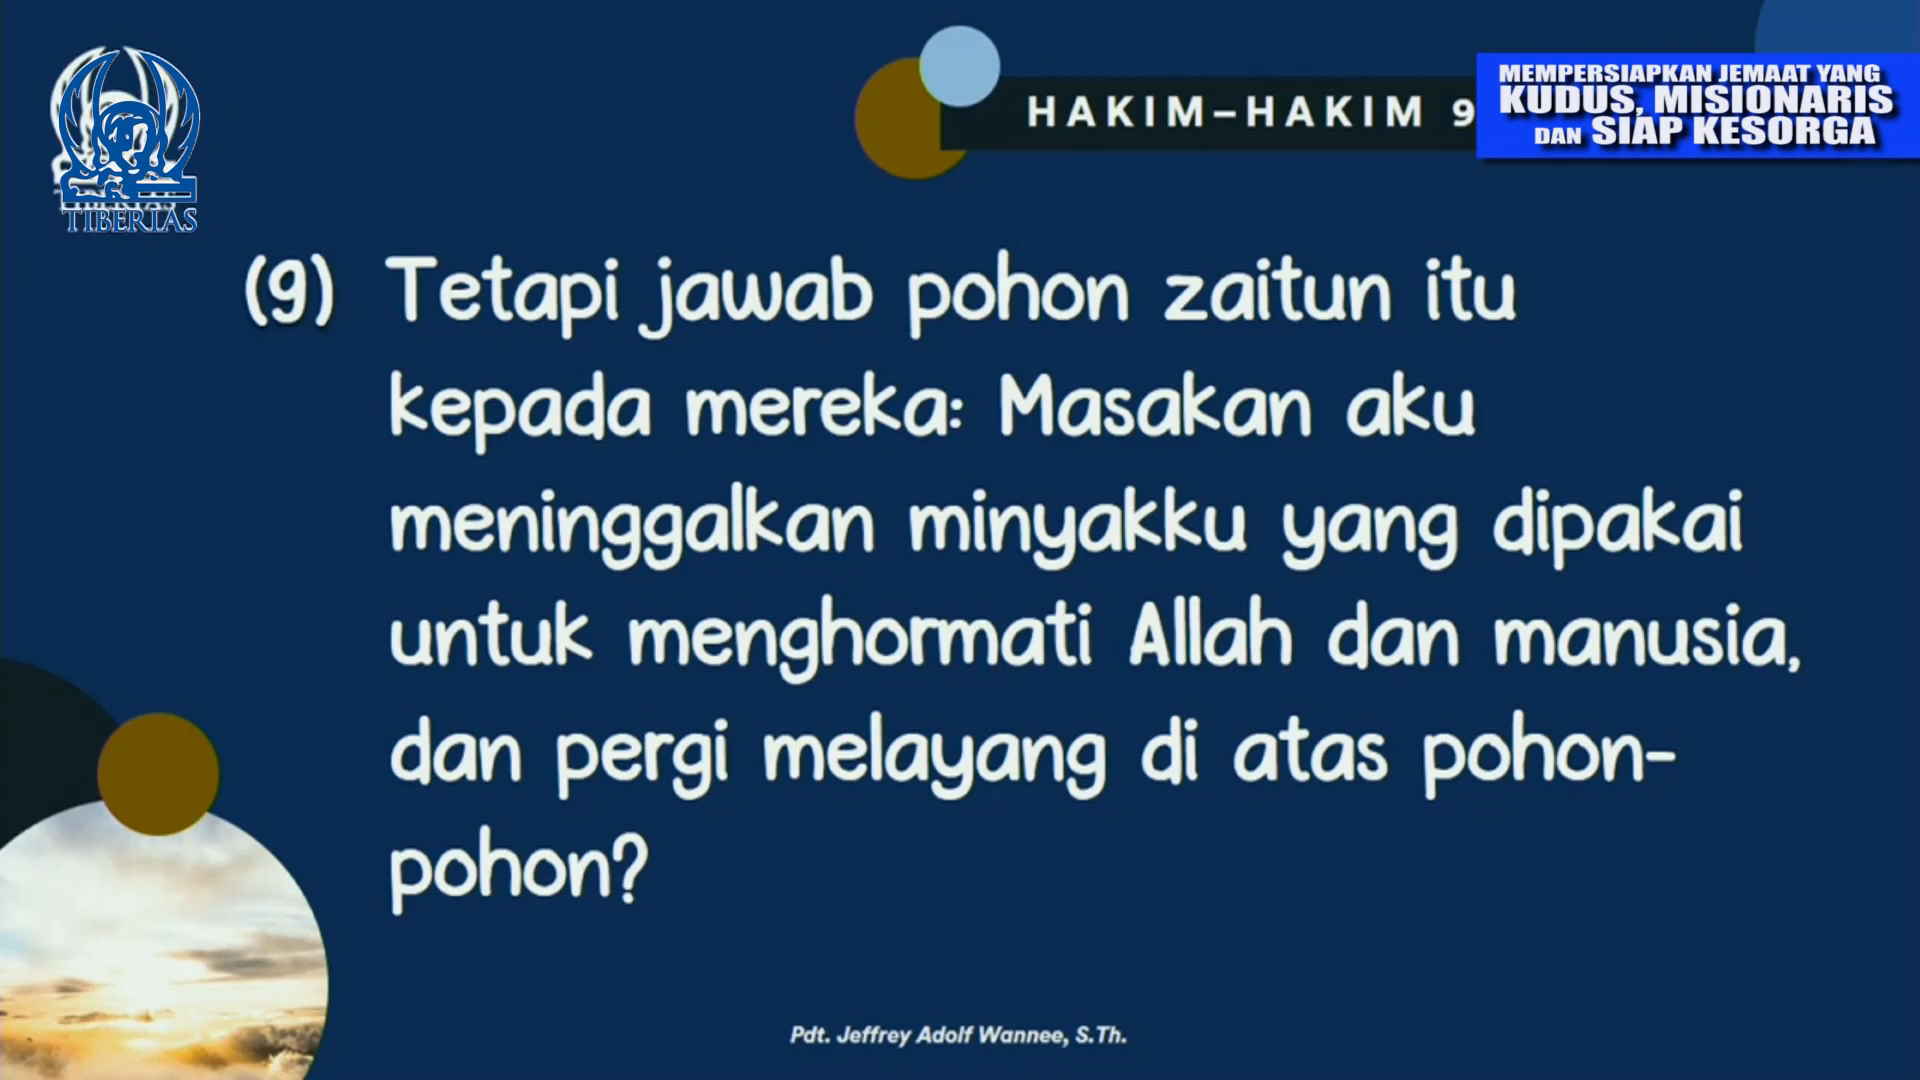 TIBERIAS
HAKIM-HAKIM 9
MEMPERSIAPKAN JEMAAT YANG
KUDUS, MISIONARIS
DAN SIAP KESORGA
(9) Tetapi jawab pohon zaitun itu
kepada mereka: Masakan aku
meninggalkan minyakku yang dipakai
untuk menghormati Allah dan manusia,
dan pergi melayang di atas pohon-
pohon?
Pdt. Jeffrey Adolf Wannee, S.Th.